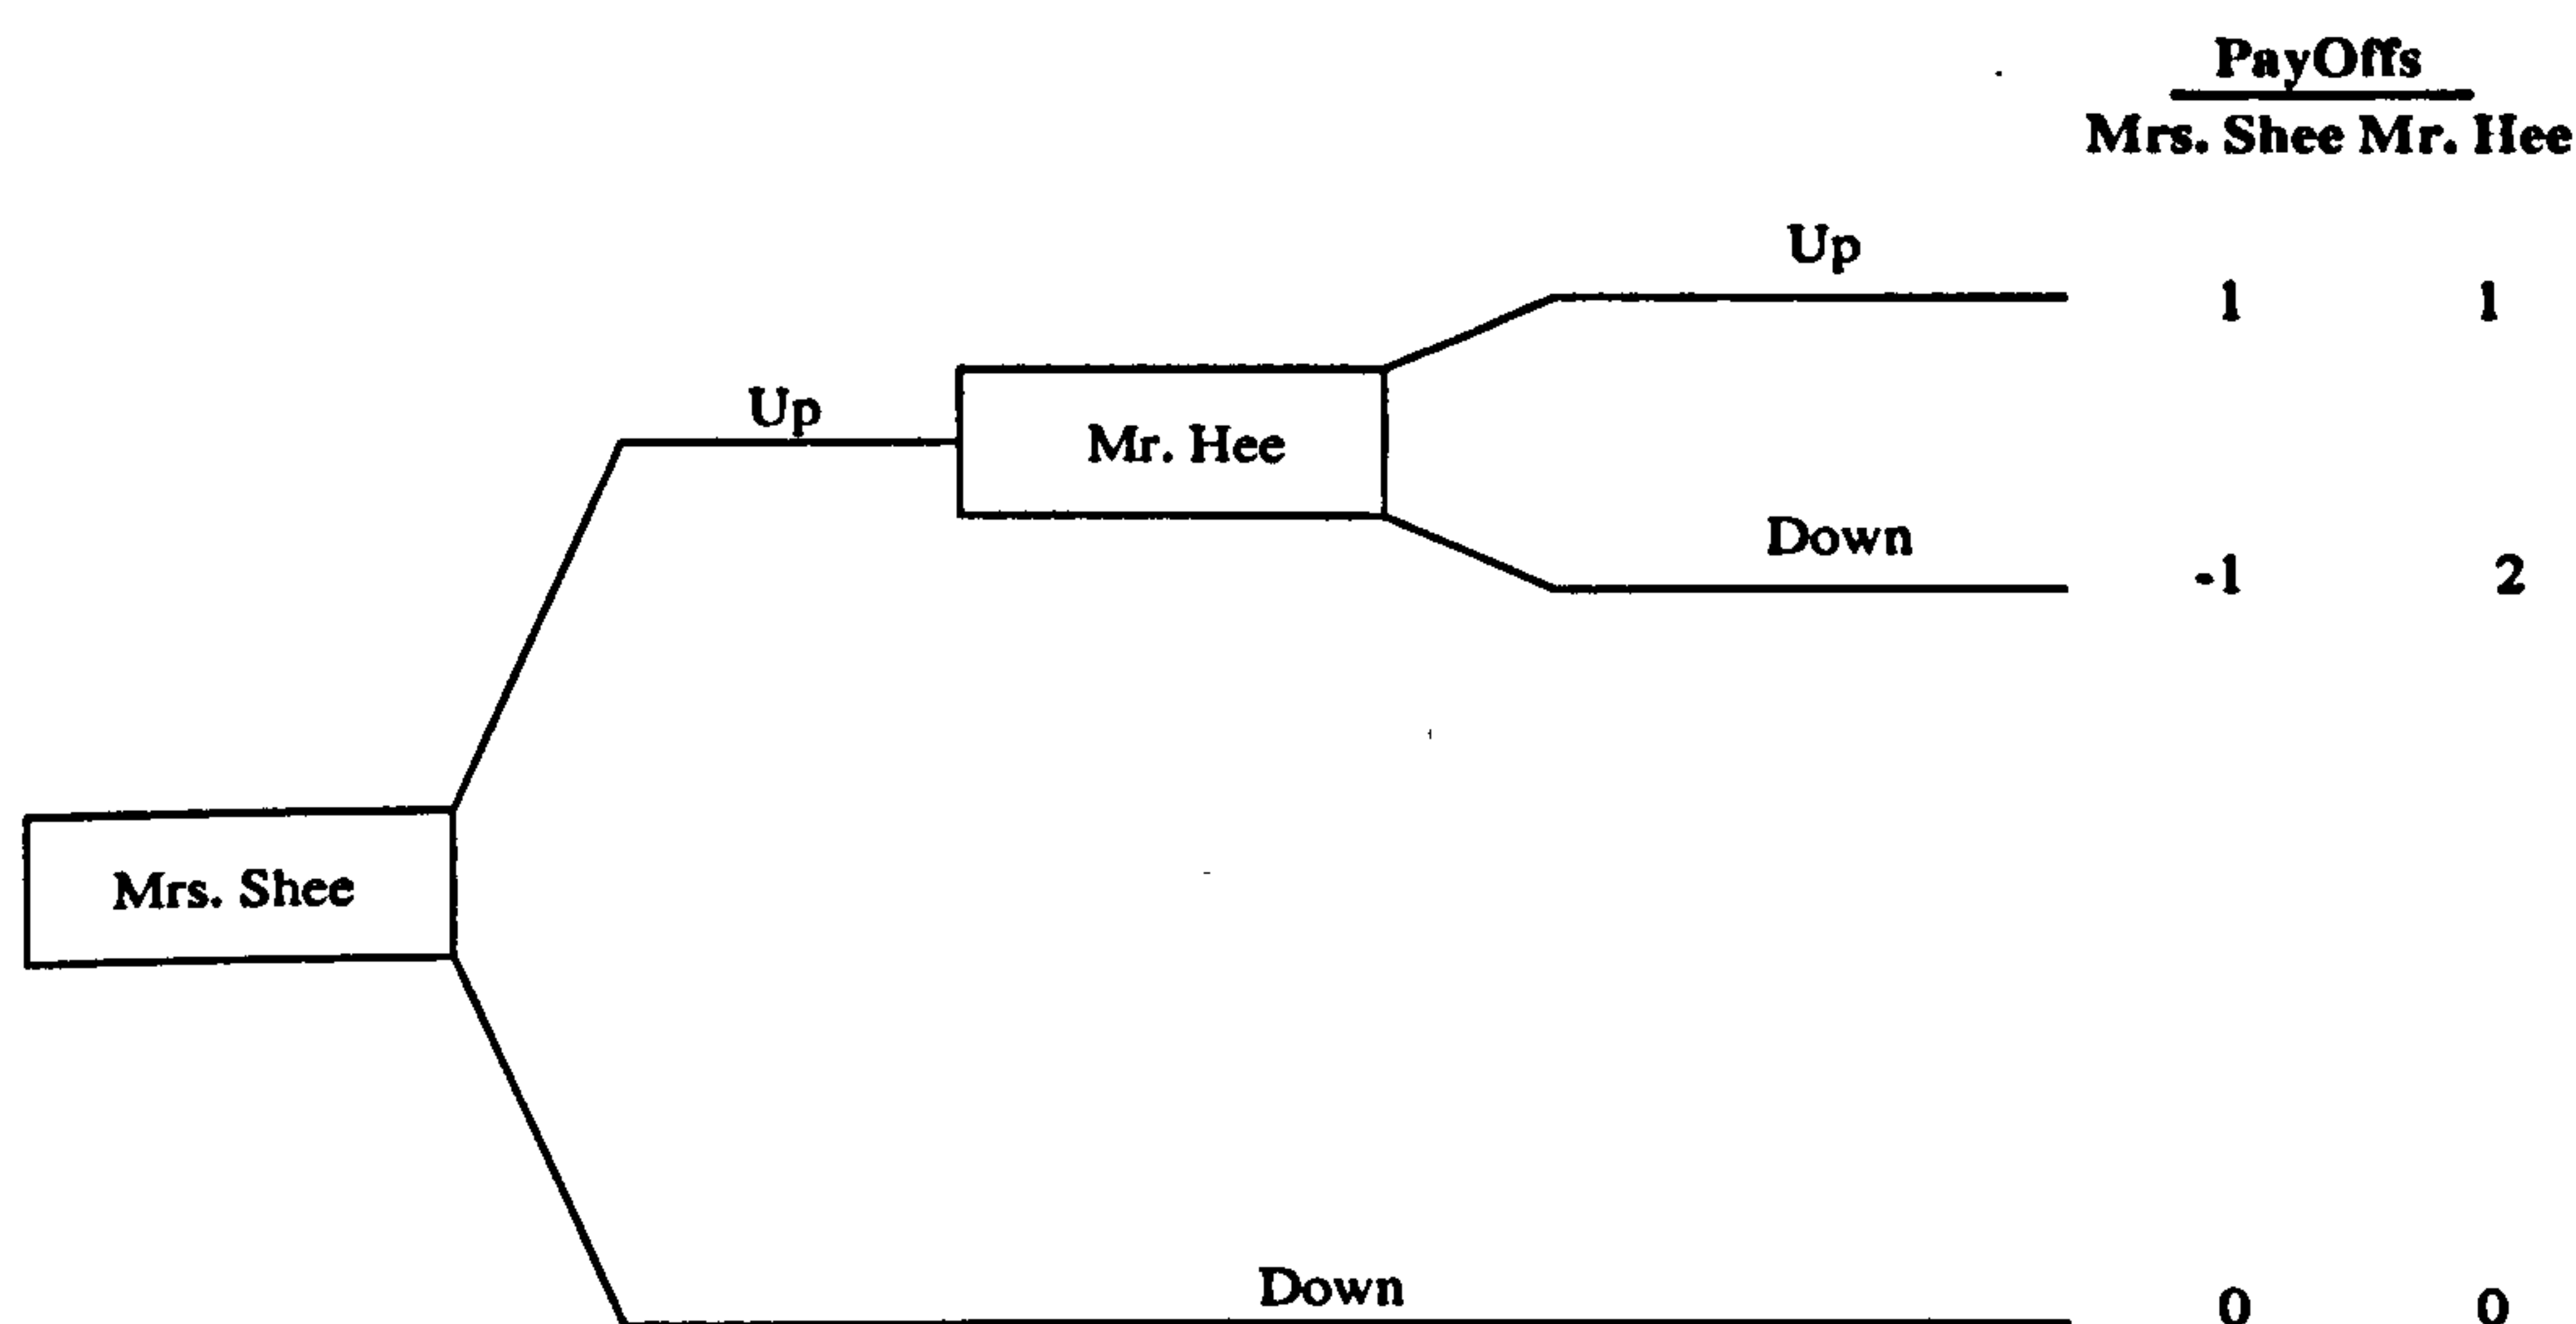 PayOffs
Mrs. Shee Mr. Hee
Up
1 1
Up
Mr. Hee
Down
-1 2
Mrs. Shee
Down
0 0